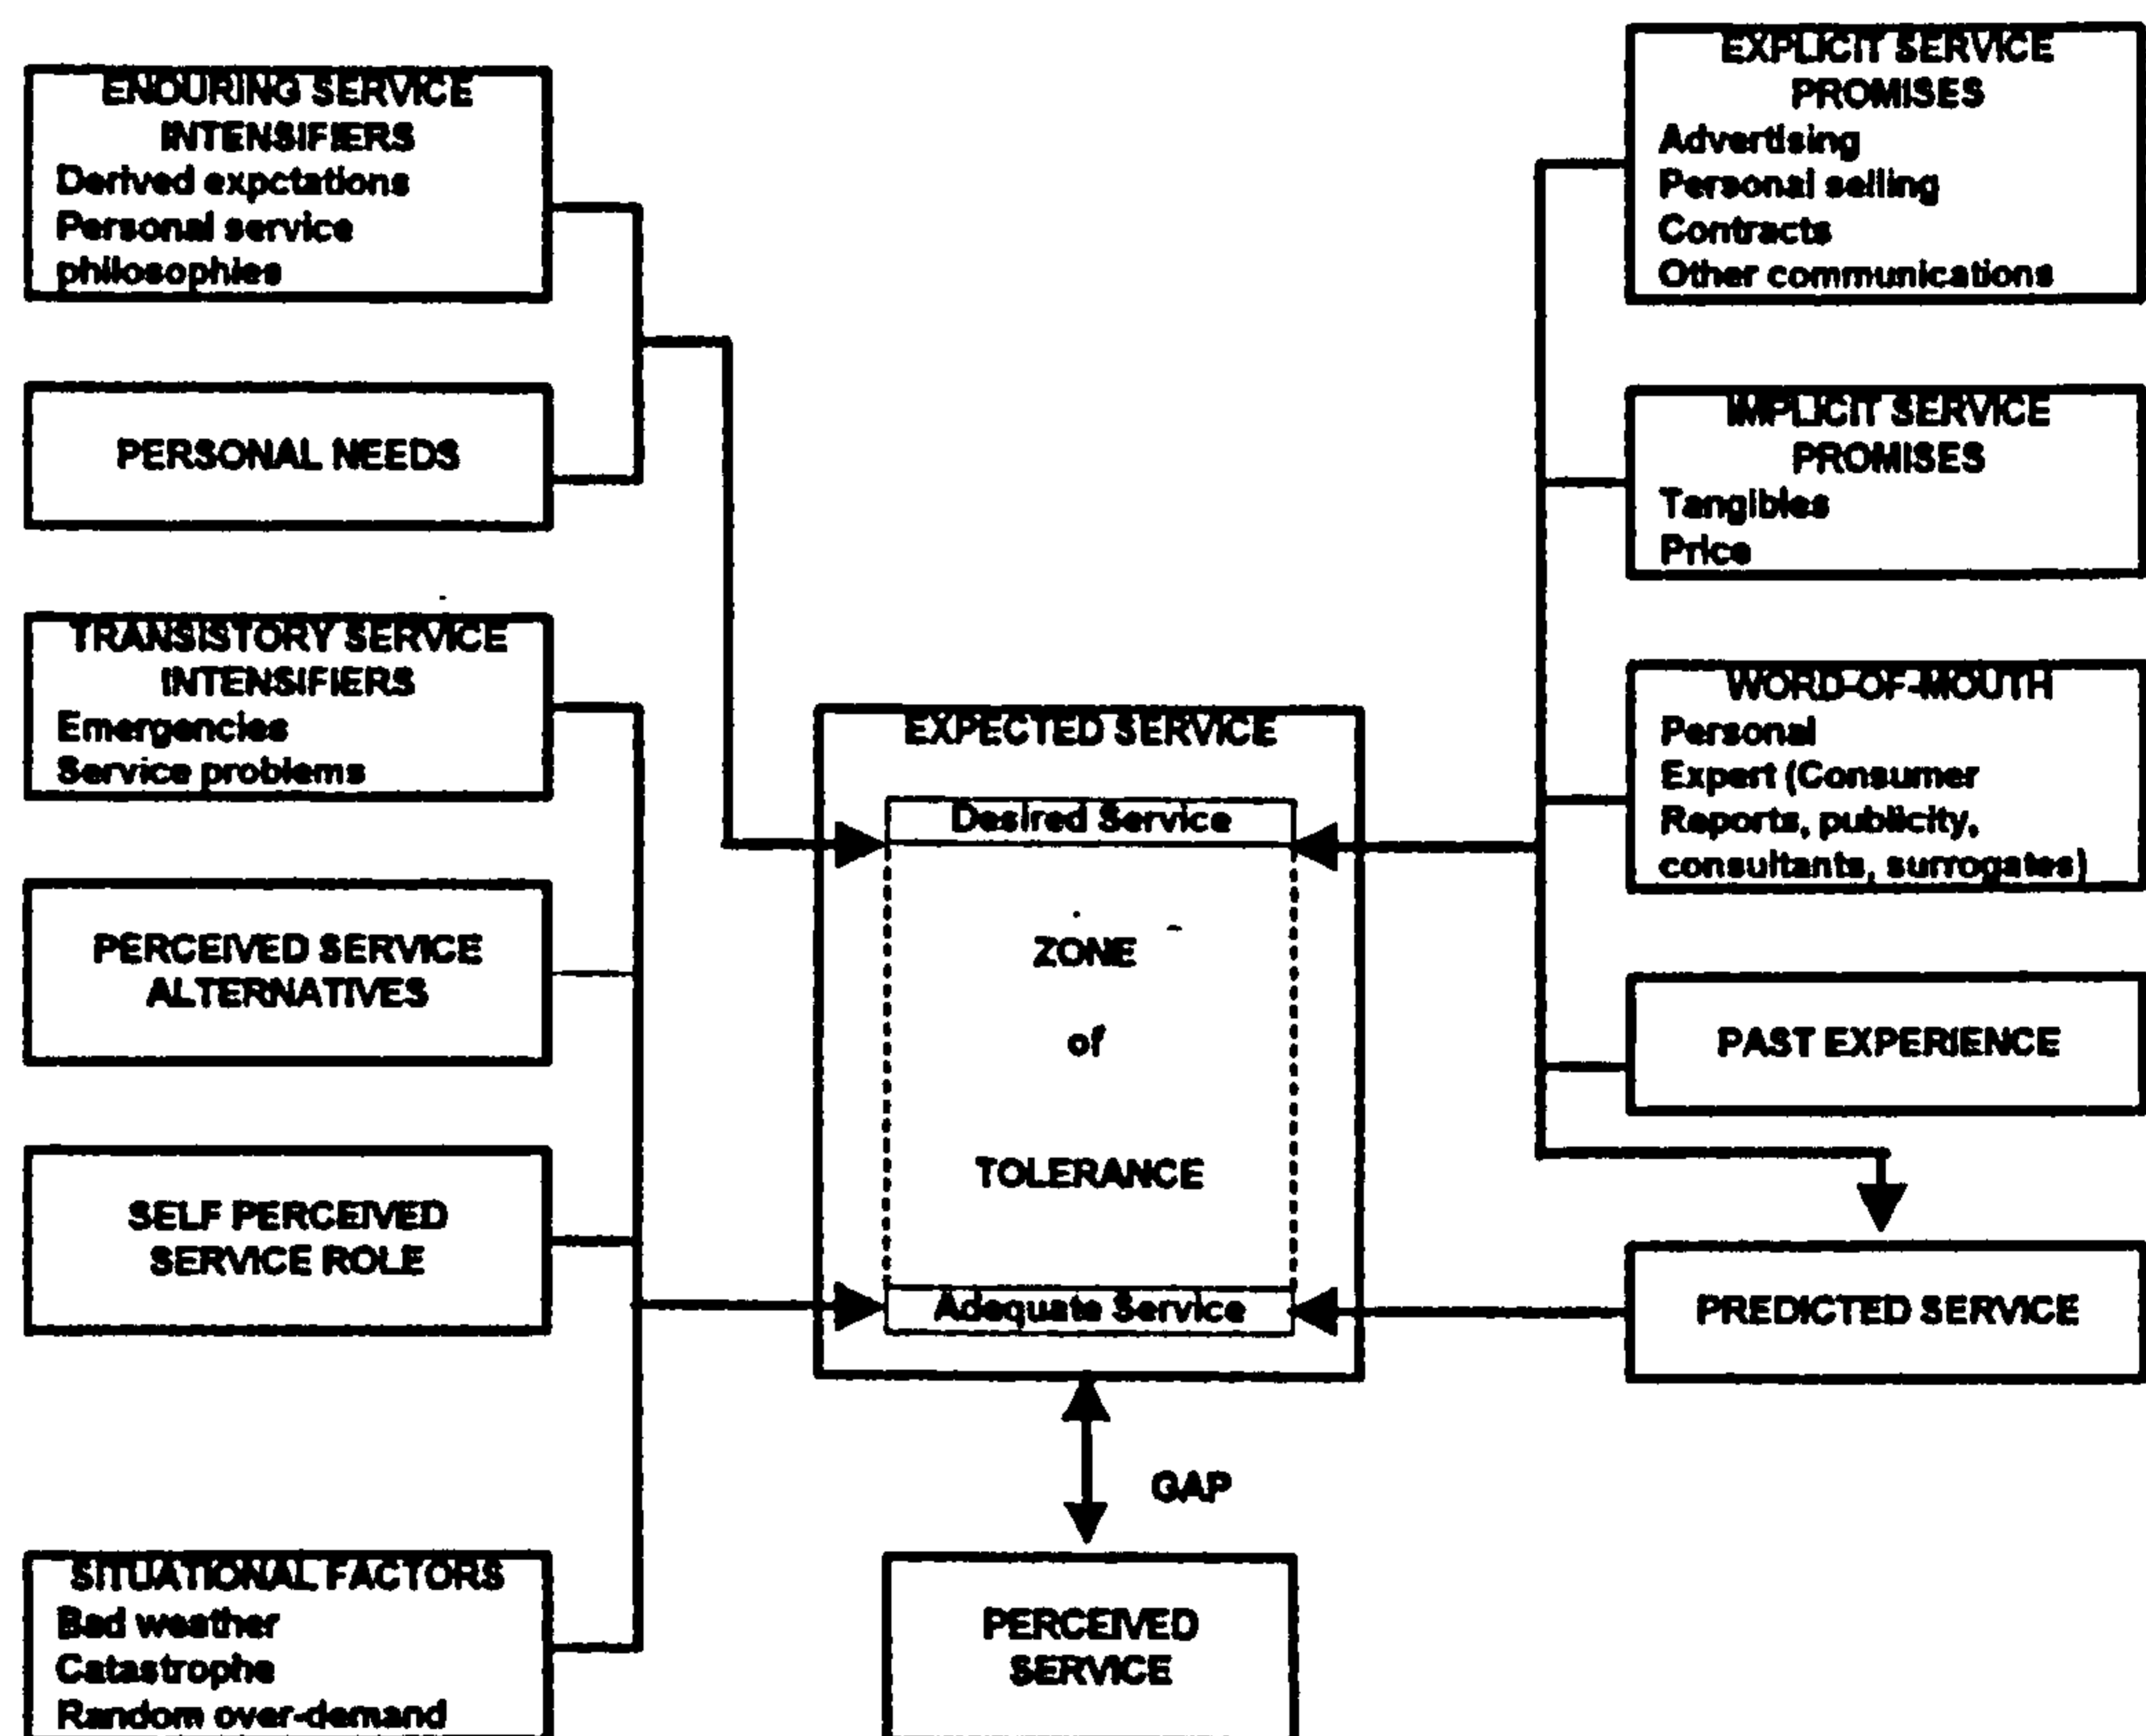 ENDURING SERVICE
INTENSIFIERS
Derived expctations
Personal service
philosophies
PERSONAL NEEDS
TRANSISTORY SERVICE
INTENSIFIERS
Emergencies
Service problems
PERCEIVED SERVICE
ALTERNATIVES
SELF PERCEIVED
SERVICE ROLE
SITUATIONAL FACTORS
Bad weather
Catastrophe
Random over-demand
EXPECTED SERVICE
Desired Service
ZONE
of
TOLERANCE
Adequate Service
GAP
PERCEIVED
SERVICE
EXPLICIT SERVICE
PROMISES
Advertising
Personal selling
Contracts
Other communications
IMPLICIT SERVICE
PROMISES
Tangibles
Price
WORD-OF-MOUTH
Personal
Expert (Consumer
Reports, publicity,
consultants, surrogates)
PAST EXPERIENCE
PREDICTED SERVICE